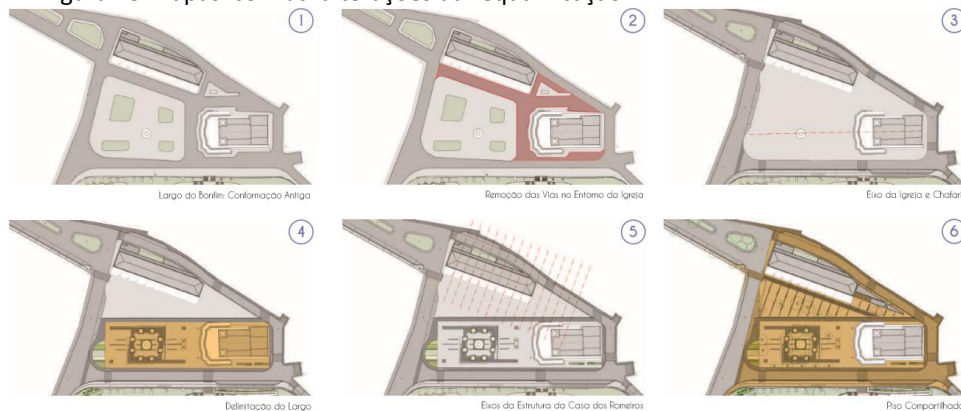 1
2
3
Largo do Bonfim: Conformação Antiga
Remoção das Vias no Entorno da Igreja
Eixo da Igreja e Chafari
4
5
6
Delimitação do Largo
Eixos da Estrutura da Casa dos Romeiros
Piso Compartilhado